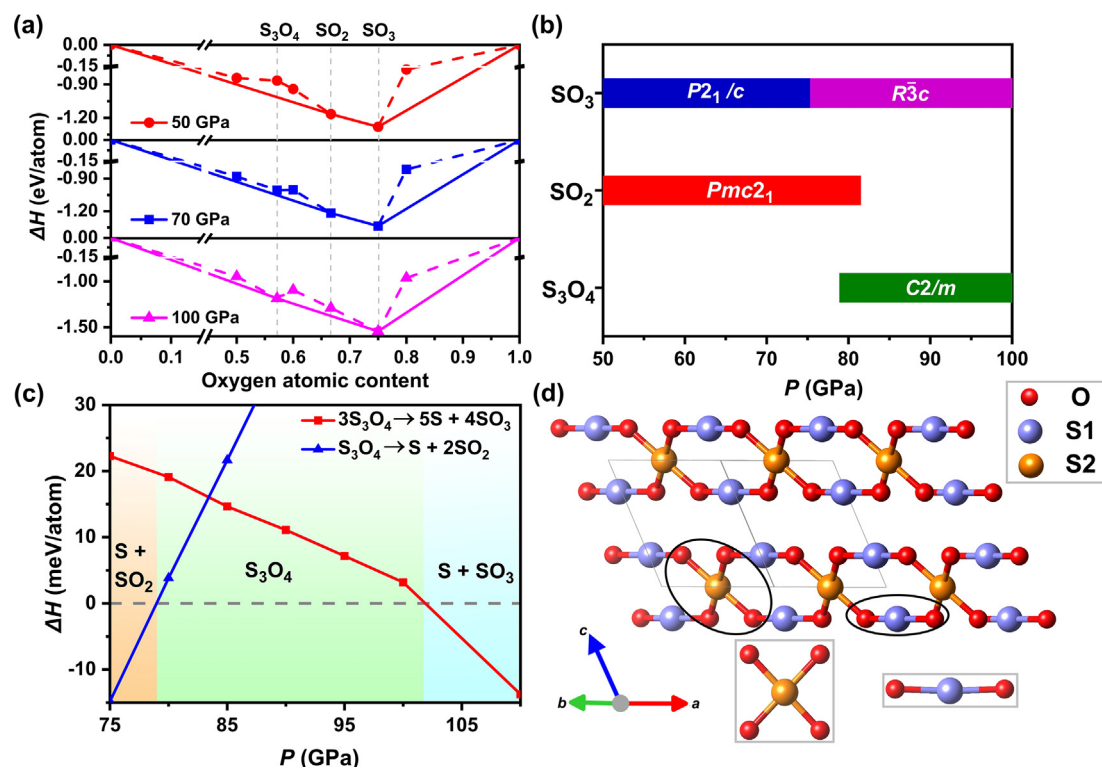 (a)
S₃O₄ SO₂ SO₃
0.00
-0.15
-0.90
-1.20
50 GPa
0.00
-0.15
-0.90
-1.20
70 GPa
0.00
-0.15
-1.00
-1.50
100 GPa
ΔH (eV/atom)
0.0 0.1 0.5 0.6 0.7 0.8 1.0
Oxygen atomic content
(b)
SO₃ P2₁/c R3̄c
SO₂ Pmc2₁
S₃O₄ C2/m
50 60 70 80 90 100
P (GPa)
(c)
30
20
10
0
-10
ΔH (meV/atom)
3S₃O₄→5S + 4SO₃
S₃O₄→S + 2SO₂
S +
SO₂
S₃O₄
S + SO₃
75 85 95 105
P (GPa)
(d)
O
S1
S2
c
b
a